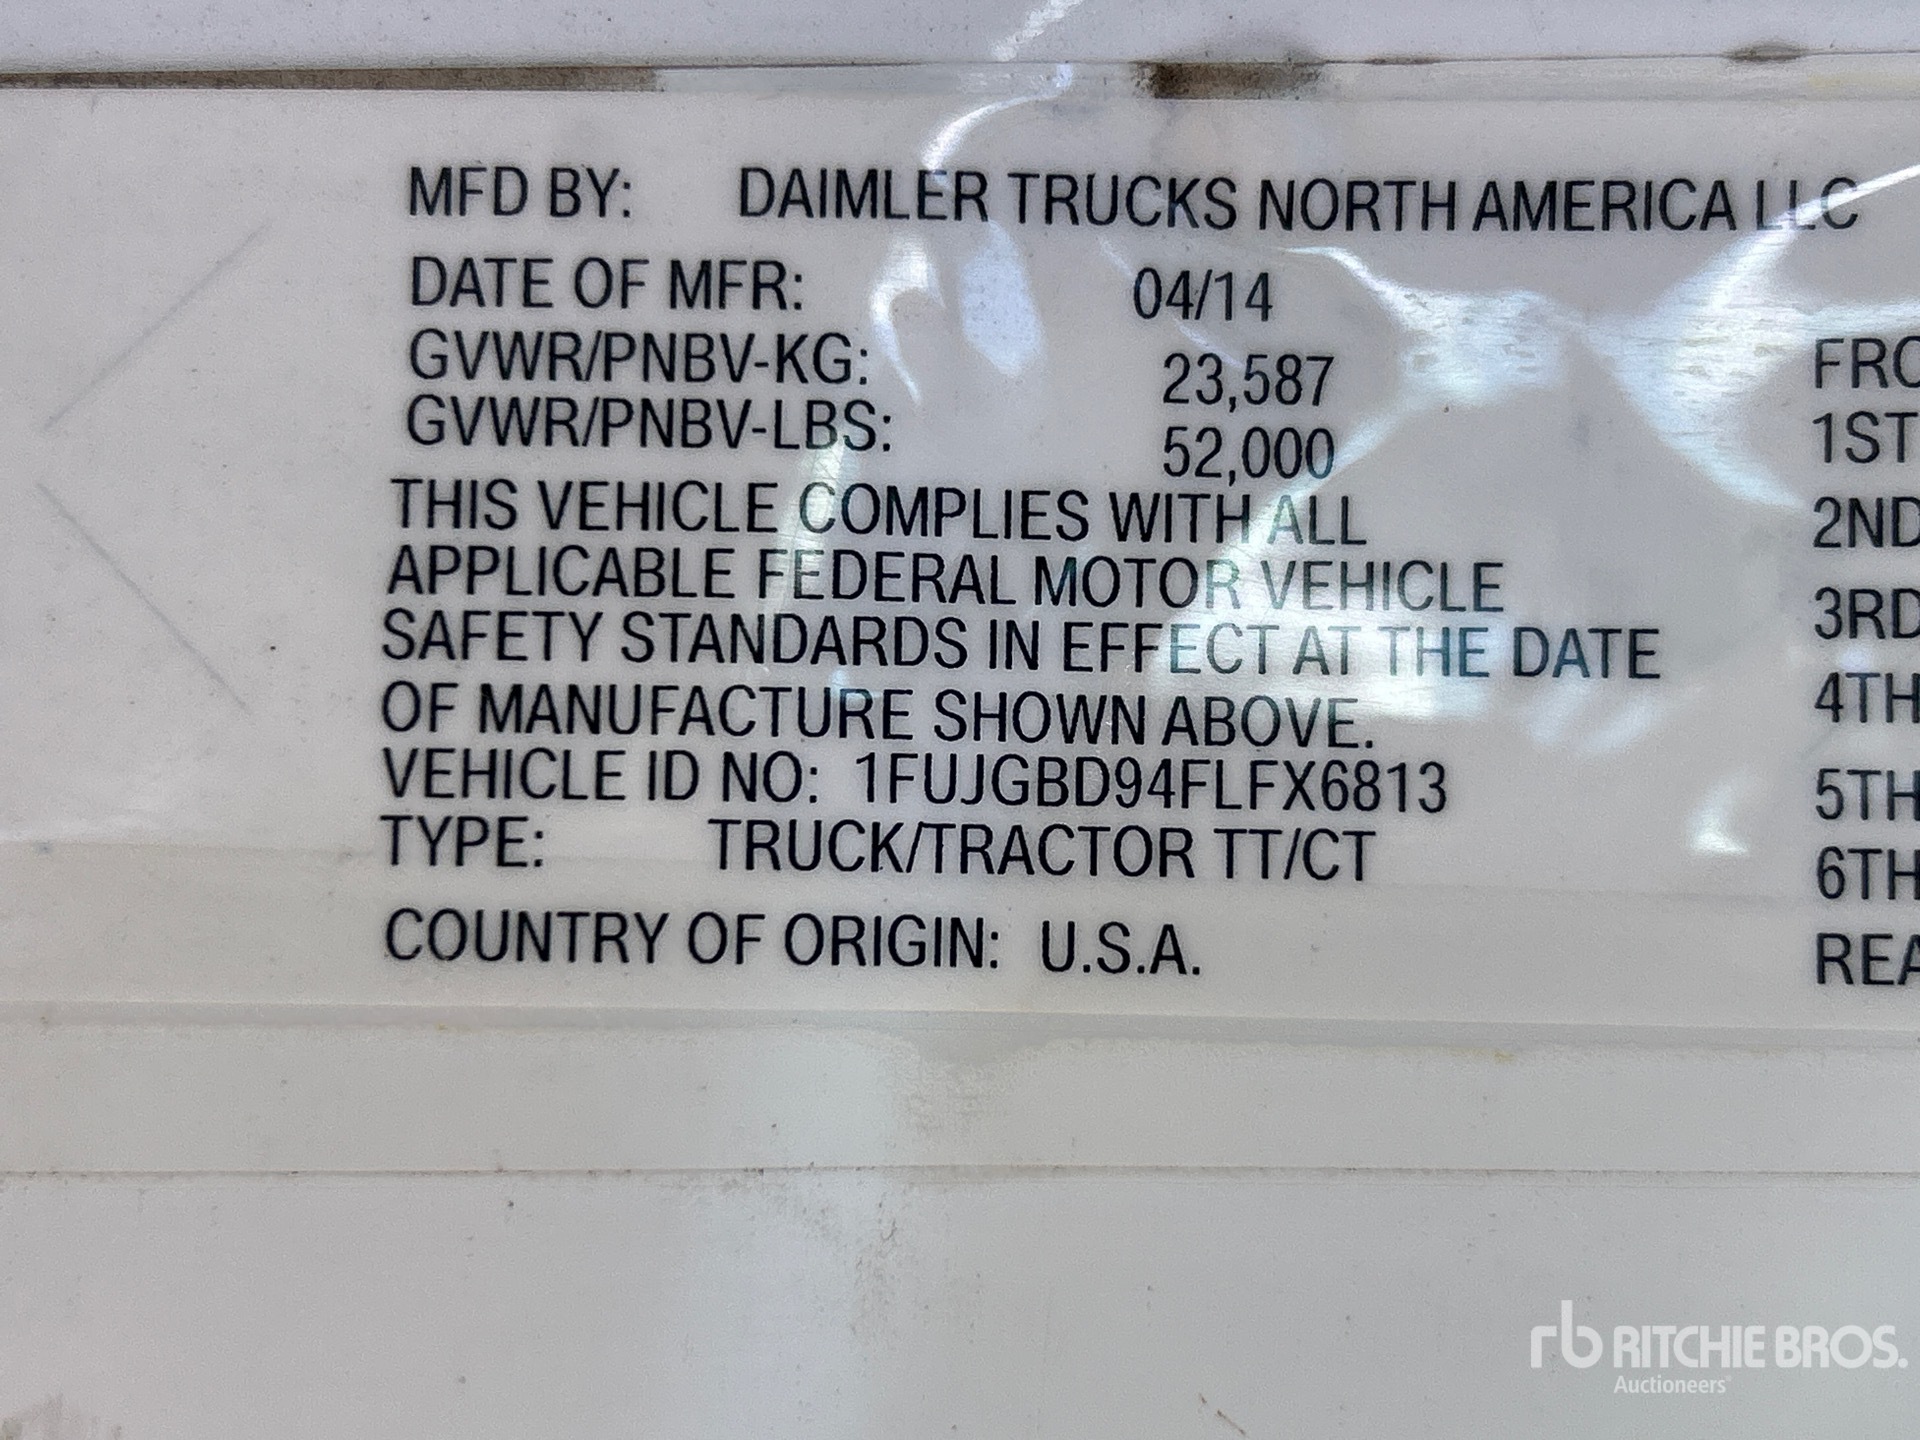 MFD BY: DAIMLER TRUCKS NORTH AMERICA LLC
DATE OF MFR: 04/14
GVWR/PNBV-KG: 23,587
GVWR/PNBV-LBS: 52,000
THIS VEHICLE COMPLIES WITH ALL
APPLICABLE FEDERAL MOTOR VEHICLE
SAFETY STANDARDS IN EFFECT AT THE DATE
OF MANUFACTURE SHOWN ABOVE.
VEHICLE ID NO: 1FUJGBD94FLFX6813
TYPE: TRUCK/TRACTOR TT/CT
COUNTRY OF ORIGIN: U.S.A.
FRO
1ST
2ND
3RD
4TH
5TH
6TH
REA
rb RITCHIE BROS.
Auctioneers